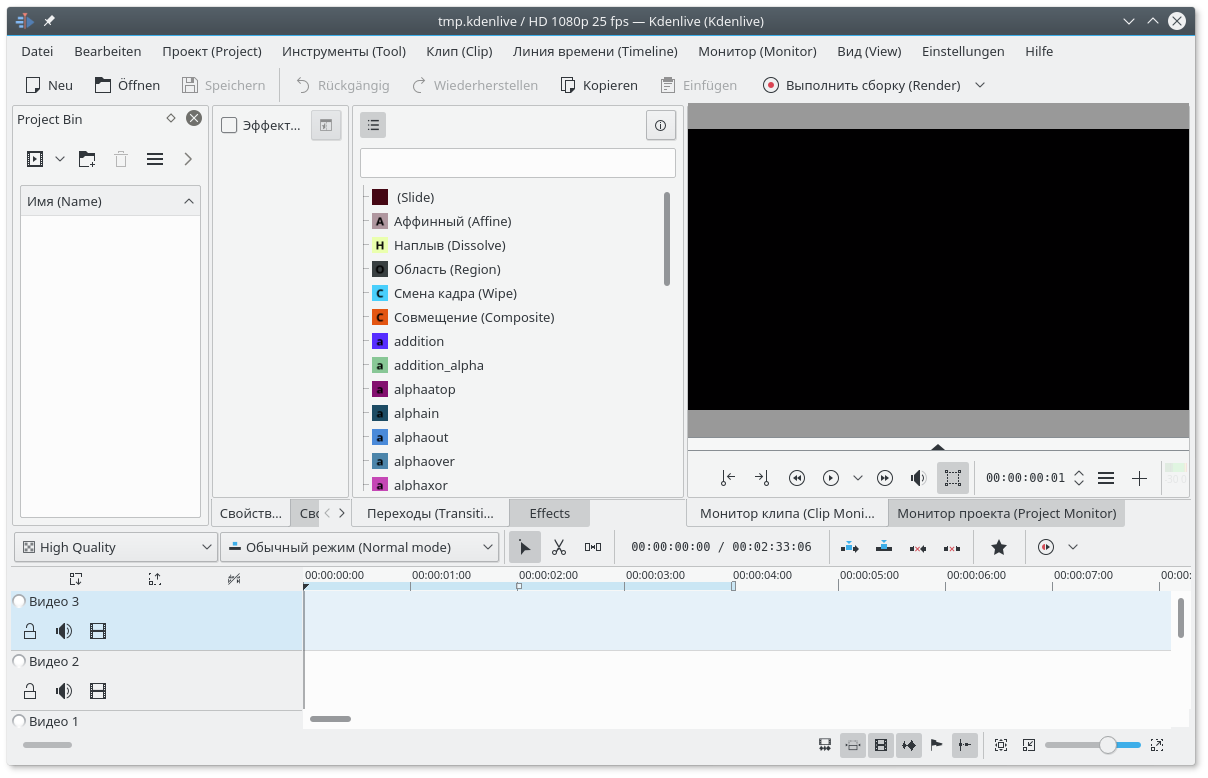 tmp.kdenlive / HD 1080p 25 fps — Kdenlive (Kdenlive)
Datei Bearbeiten Проект (Project) Инструменты (Tool) Клип (Clip) Линия времени (Timeline) Монитор (Monitor) Вид (View) Einstellungen Hilfe
Neu Öffnen Speichern Rückgängig Wiederherstellen Kopieren Einfügen Выполнить сборку (Render)
Project Bin
Имя (Name)
Эффект...
(Slide)
A Аффинный (Affine)
Н Наплыв (Dissolve)
О Область (Region)
С Смена кадра (Wipe)
С Совмещение (Composite)
a addition
a addition_alpha
a alphaatop
a alphain
a alphaout
a alphaover
a alphaxor
00:00:00:01
Свойств...
Переходы (Transiti... Effects
Монитор клипа (Clip Moni... Монитор проекта (Project Monitor)
High Quality Обычный режим (Normal mode) 00:00:00:00 / 00:02:33:06
00:00:00:00 00:00:01:00 00:00:02:00 00:00:03:00 00:00:04:00 00:00:05:00 00:00:06:00 00:00:07:00 00:00:
Видео 3
Видео 2
Видео 1